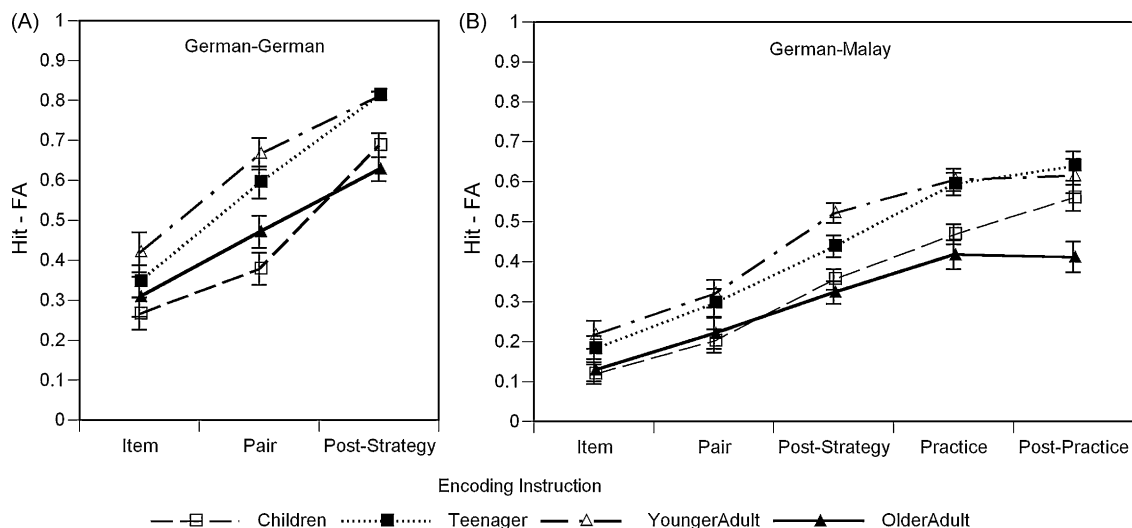 (A)
German-German
Hit - FA
1
0.9
0.8
0.7
0.6
0.5
0.4
0.3
0.2
0.1
0
Item Pair Post-Strategy
(B)
German-Malay
Hit - FA
1
0.9
0.8
0.7
0.6
0.5
0.4
0.3
0.2
0.1
0
Item Pair Post-Strategy Practice Post-Practice
Encoding Instruction
Children Teenager YoungerAdult OlderAdult